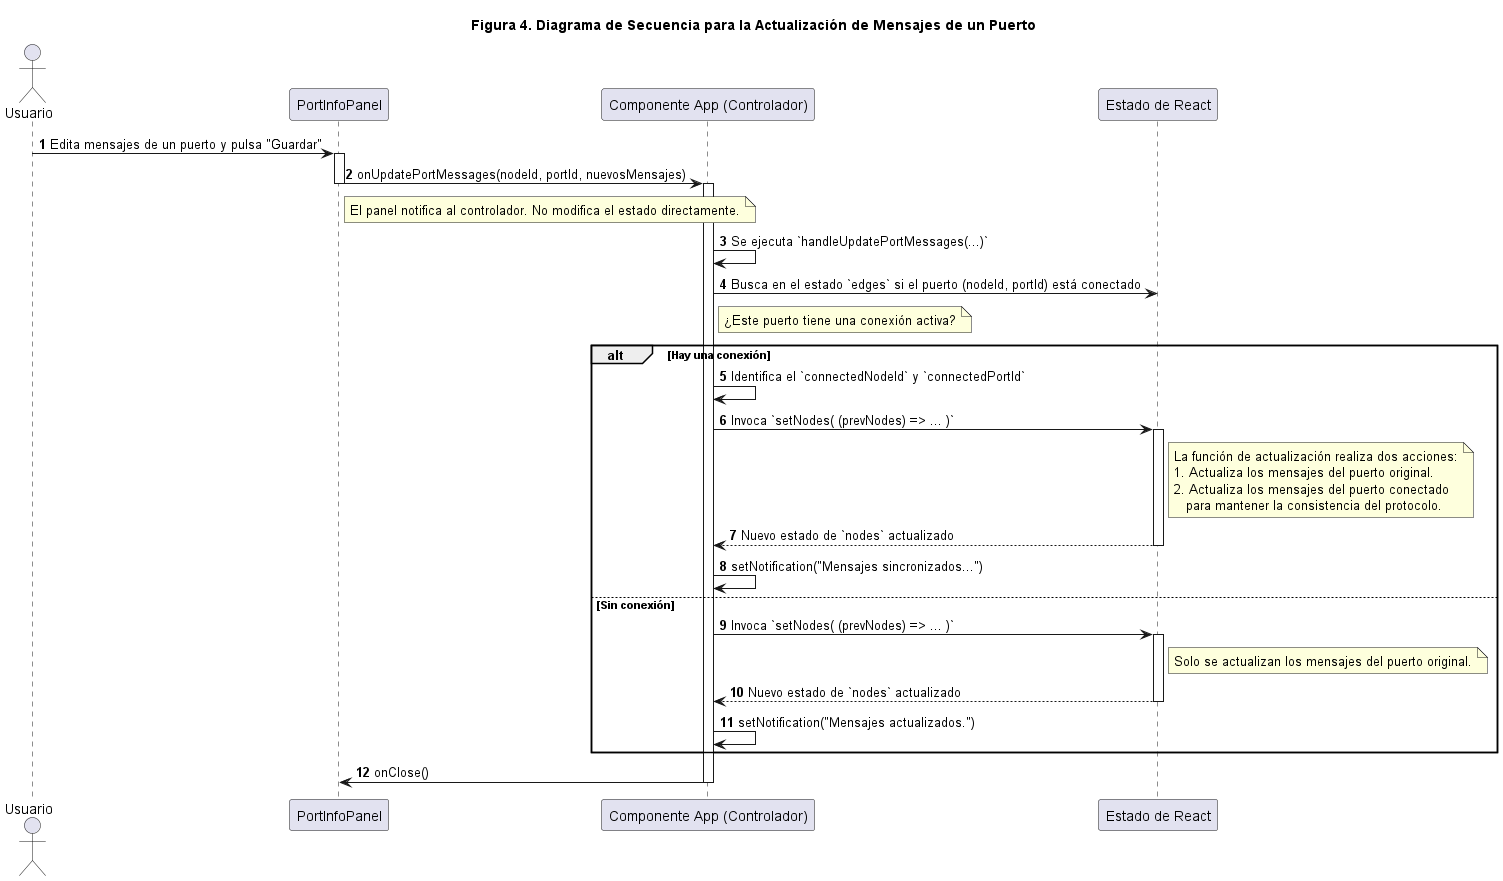 Figura 4. Diagrama de Secuencia para la Actualización de Mensajes de un Puerto
Usuario
PortInfoPanel
Componente App (Controlador)
Estado de React
1 Edita mensajes de un puerto y pulsa "Guardar"
2 onUpdatePortMessages(nodeId, portId, nuevosMensajes)
El panel notifica al controlador. No modifica el estado directamente.
3 Se ejecuta `handleUpdatePortMessages(...)`
4 Busca en el estado `edges` si el puerto (nodeId, portId) está conectado
¿Este puerto tiene una conexión activa?
alt
[Hay una conexión]
5 Identifica el `connectedNodeId` y `connectedPortId`
6 Invoca `setNodes( (prevNodes) => ... )`
La función de actualización realiza dos acciones:
1. Actualiza los mensajes del puerto original.
2. Actualiza los mensajes del puerto conectado
para mantener la consistencia del protocolo.
7 Nuevo estado de `nodes` actualizado
8 setNotification("Mensajes sincronizados...")
[Sin conexión]
9 Invoca `setNodes( (prevNodes) => ... )`
Solo se actualizan los mensajes del puerto original.
10 Nuevo estado de `nodes` actualizado
11 setNotification("Mensajes actualizados.")
12 onClose()
Usuario
PortInfoPanel
Componente App (Controlador)
Estado de React